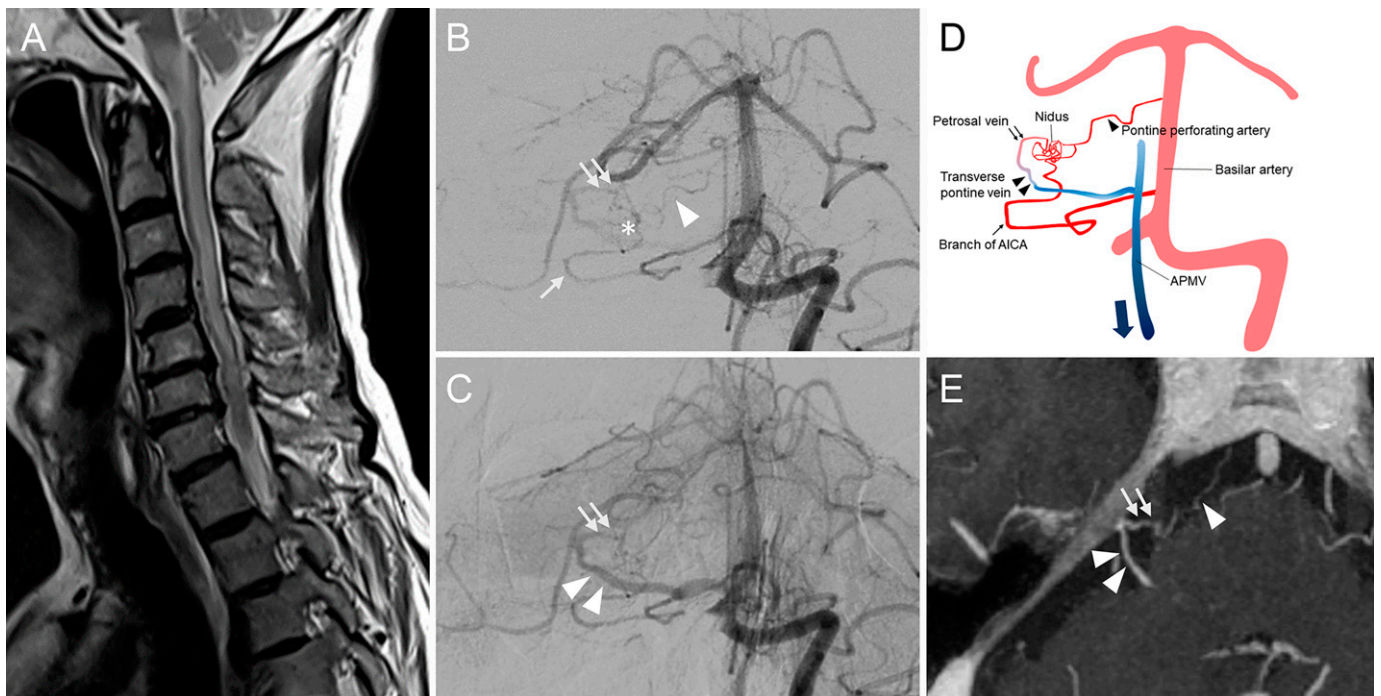 A
B
*
C
D
Petrosal vein
Nidus
Pontine perforating artery
Transverse
pontine vein
Basilar artery
Branch of AICA
APMV
E